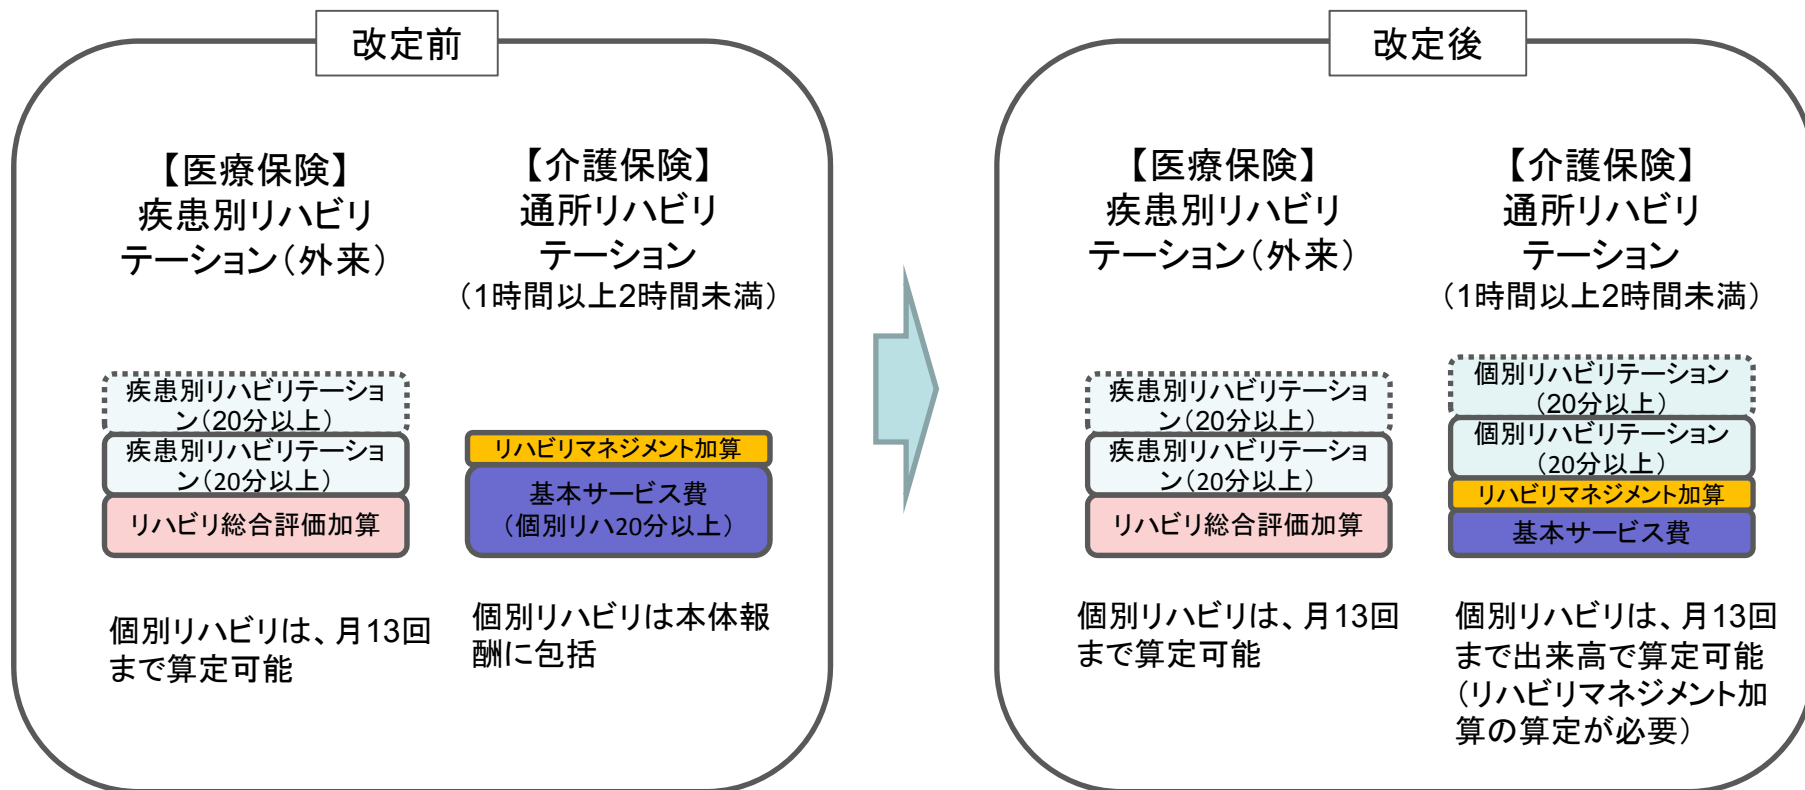 改定前
【医療保険】
疾患別リハビリ
テーション（外来）
【介護保険】
通所リハビリ
テーション
（1時間以上2時間未満）
疾患別リハビリテーショ
ン（20分以上）
疾患別リハビリテーショ
ン（20分以上）
リハビリ総合評価加算
リハビリマネジメント加算
基本サービス費
（個別リハ20分以上）
個別リハビリは、月13回
まで算定可能
個別リハビリは本体報
酬に包括
改定後
【医療保険】
疾患別リハビリ
テーション（外来）
【介護保険】
通所リハビリ
テーション
（1時間以上2時間未満）
疾患別リハビリテーショ
ン（20分以上）
疾患別リハビリテーショ
ン（20分以上）
リハビリ総合評価加算
個別リハビリテーション
（20分以上）
個別リハビリテーション
（20分以上）
リハビリマネジメント加算
基本サービス費
個別リハビリは、月13回
まで算定可能
個別リハビリは、月13回
まで出来高で算定可能
（リハビリマネジメント加
算の算定が必要）